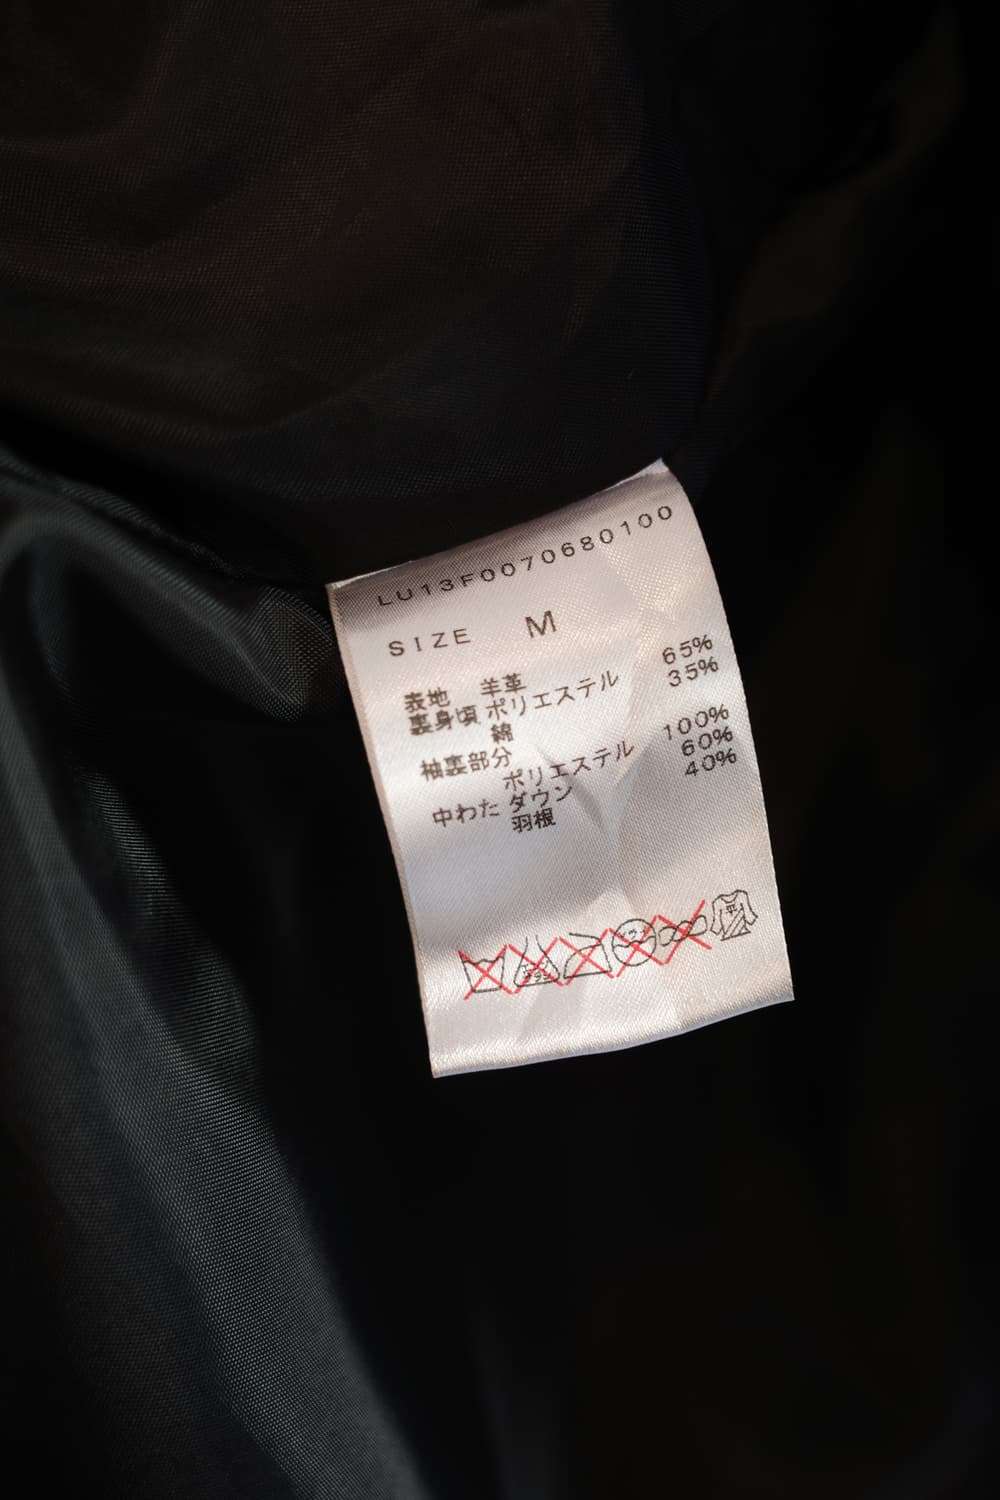 LU13F0070680100
SIZE M
表地 羊革
裏身頃 ポリエステル 65%
綿 35%
袖裏部分
ポリエステル 100%
中わた ダウン 60%
羽根 40%
平